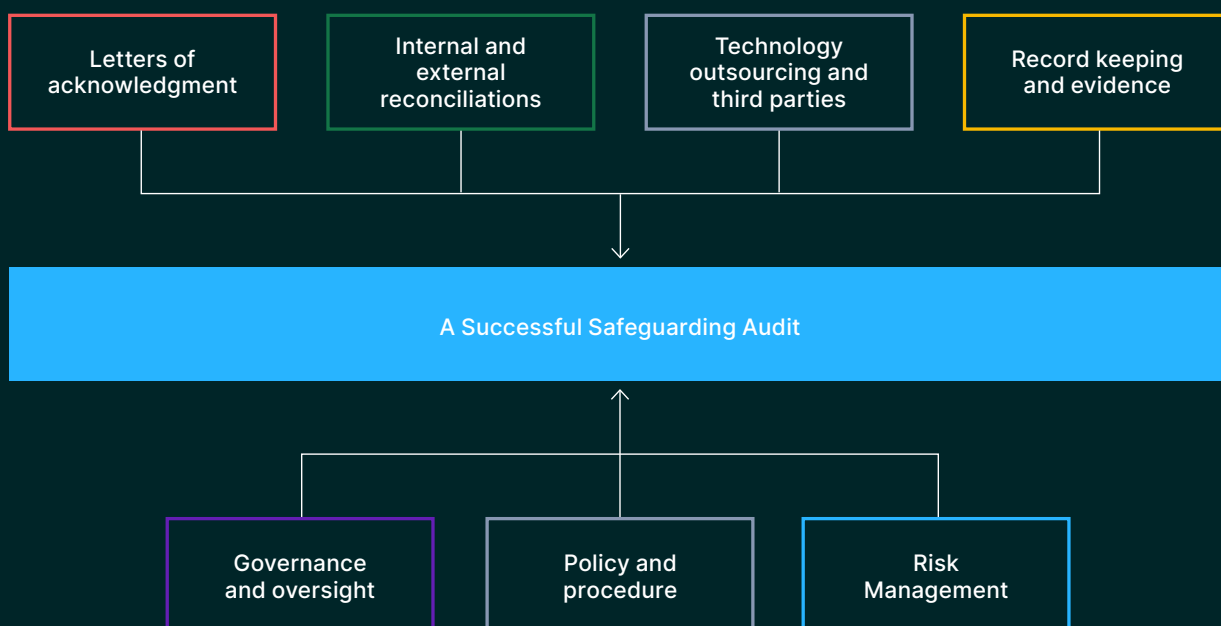 Letters of
acknowledgment
Internal and
external
reconciliations
Technology
outsourcing and
third parties
Record keeping
and evidence
A Successful Safeguarding Audit
Governance
and oversight
Policy and
procedure
Risk
Management